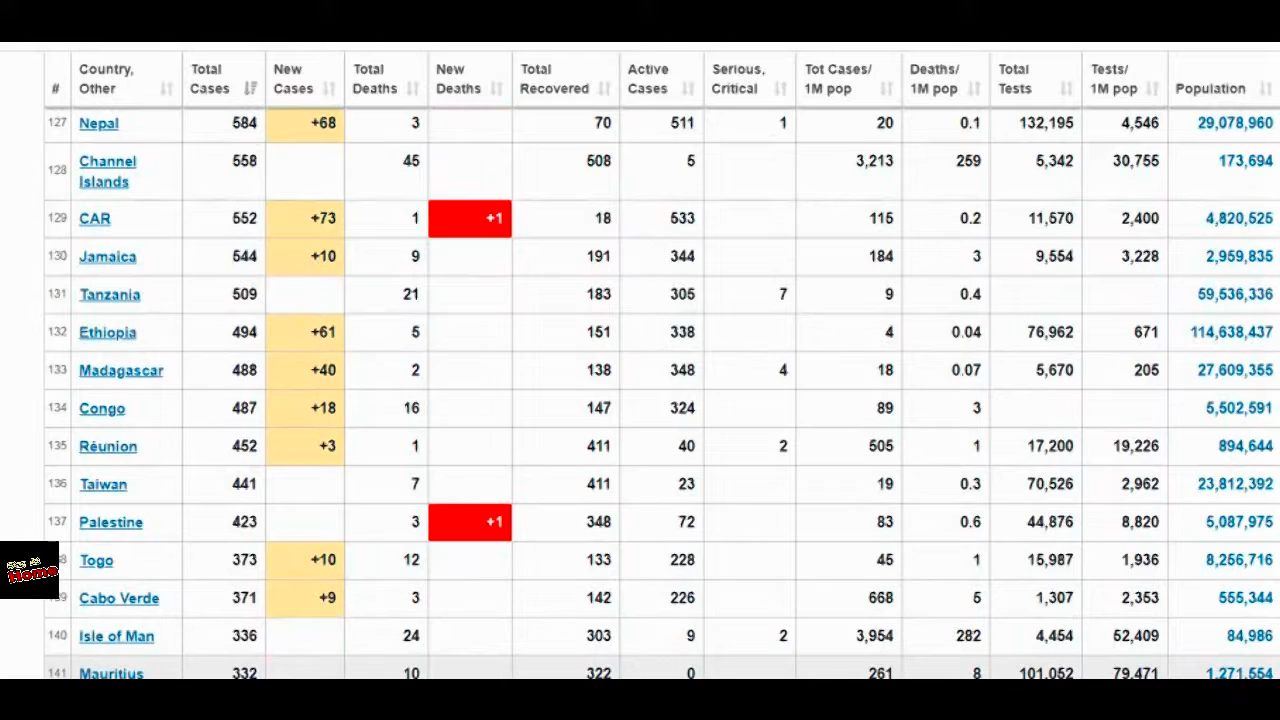 # Country, Other Total Cases New Cases Total Deaths New Deaths Total Recovered Active Cases Serious, Critical Tot Cases/ 1M pop Deaths/ 1M pop Total Tests Tests/ 1M pop Population
127 Nepal 584 +68 3 70 511 1 20 0.1 132,195 4,546 29,078,960
128 Channel Islands 558 45 508 5 3,213 259 5,342 30,755 173,694
129 CAR 552 +73 1 +1 18 533 115 0.2 11,570 2,400 4,820,525
130 Jamaica 544 +10 9 191 344 184 3 9,554 3,228 2,959,835
131 Tanzania 509 21 183 305 7 9 0.4 59,536,336
132 Ethiopia 494 +61 5 151 338 4 0.04 76,962 671 114,638,437
133 Madagascar 488 +40 2 138 348 4 18 0.07 5,670 205 27,609,355
134 Congo 487 +18 16 147 324 89 3 5,502,591
135 Réunion 452 +3 1 411 40 2 505 1 17,200 19,226 894,644
136 Taiwan 441 7 411 23 19 0.3 70,526 2,962 23,812,392
137 Palestine 423 3 +1 348 72 83 0.6 44,876 8,820 5,087,975
Togo 373 +10 12 133 228 45 1 15,987 1,936 8,256,716
Cabo Verde 371 +9 3 142 226 668 5 1,307 2,353 555,344
140 Isle of Man 336 24 303 9 2 3,954 282 4,454 52,409 84,986
141 Mauritius 332 10 322 0 261 8 101,052 79,471 1,271,554
Home